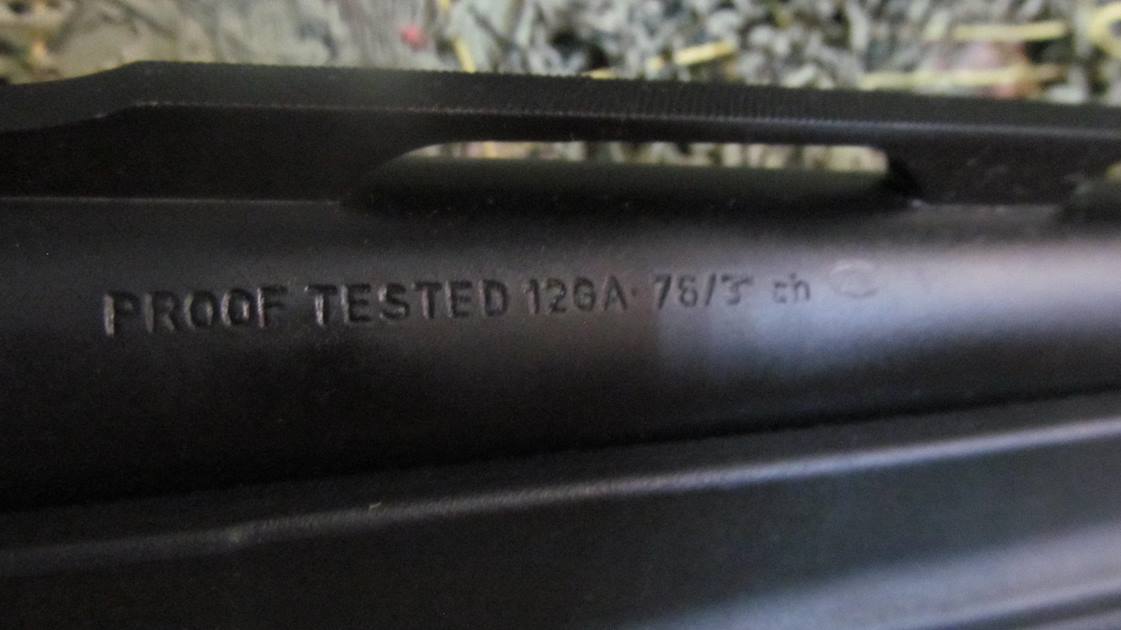 PROOF TESTED 12GA· 76/3" ch